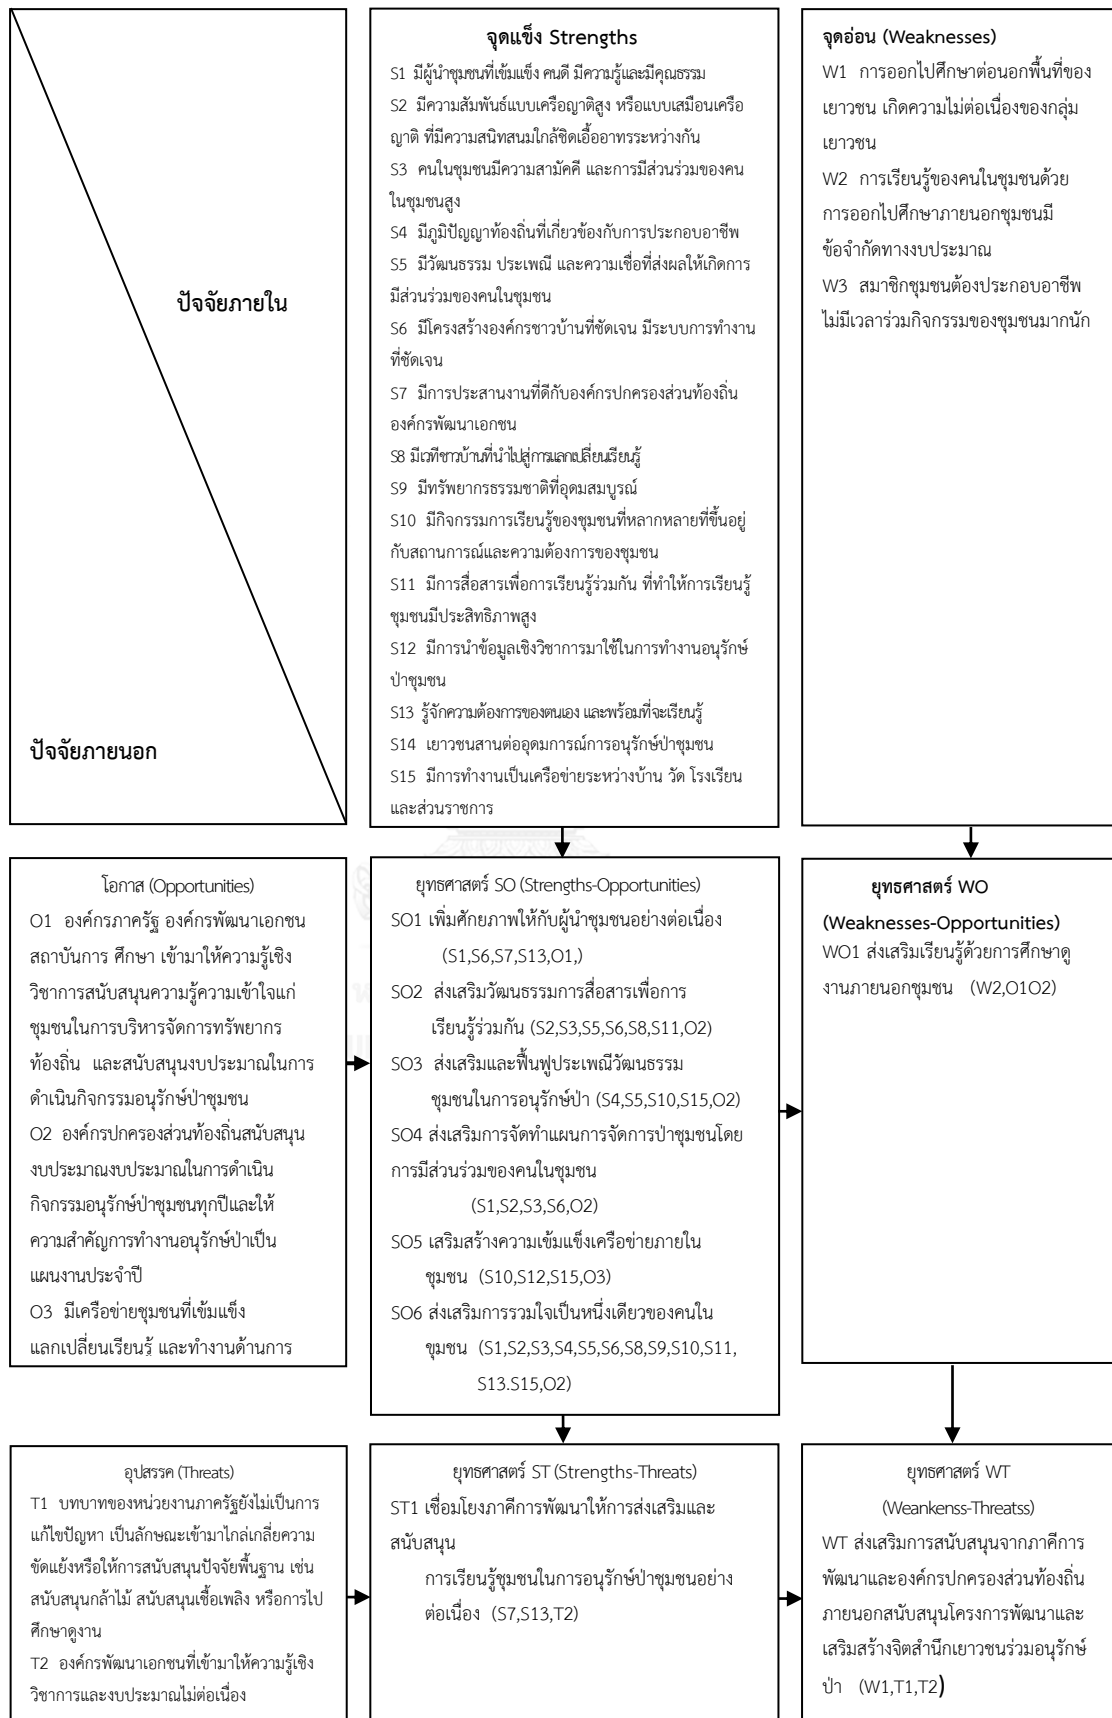 ปัจจัยภายใน
ปัจจัยภายนอก
จุดแข็ง Strengths
S1 มีผู้นำชุมชนที่เข้มแข็ง คนดี มีความรู้และมีคุณธรรม
S2 มีความสัมพันธ์แบบเครือญาติสูง หรือแบบเสมือนเครือ
ญาติ ที่มีความสนิทสนมใกล้ชิดเอื้ออาทรระหว่างกัน
S3 คนในชุมชนมีความสามัคคี และการมีส่วนร่วมของคน
ในชุมชนสูง
S4 มีภูมิปัญญาท้องถิ่นที่เกี่ยวข้องกับการประกอบอาชีพ
S5 มีวัฒนธรรม ประเพณี และความเชื่อที่ส่งผลให้เกิดการ
มีส่วนร่วมของคนในชุมชน
S6 มีโครงสร้างองค์กรชาวบ้านที่ชัดเจน มีระบบการทำงาน
ที่ชัดเจน
S7 มีการประสานงานที่ดีกับองค์กรปกครองส่วนท้องถิ่น
องค์กรพัฒนาเอกชน
S8 มีเวทีชาวบ้านที่นำไปสู่การแลกเปลี่ยนเรียนรู้
S9 มีทรัพยากรธรรมชาติที่อุดมสมบูรณ์
S10 มีกิจกรรมการเรียนรู้ของชุมชนที่หลากหลายที่ขึ้นอยู่
กับสถานการณ์และความต้องการของชุมชน
S11 มีการสื่อสารเพื่อการเรียนรู้ร่วมกัน ที่ทำให้การเรียนรู้
ชุมชนมีประสิทธิภาพสูง
S12 มีการนำข้อมูลเชิงวิชาการมาใช้ในการทำงานอนุรักษ์
ป่าชุมชน
S13 รู้จักความต้องการของตนเอง และพร้อมที่จะเรียนรู้
S14 เยาวชนสานต่ออุดมการณ์การอนุรักษ์ป่าชุมชน
S15 มีการทำงานเป็นเครือข่ายระหว่างบ้าน วัด โรงเรียน
และส่วนราชการ
จุดอ่อน (Weaknesses)
W1 การออกไปศึกษาต่อนอกพื้นที่ของ
เยาวชน เกิดความไม่ต่อเนื่องของกลุ่ม
เยาวชน
W2 การเรียนรู้ของคนในชุมชนด้วย
การออกไปศึกษาภายนอกชุมชนมี
ข้อจำกัดทางงบประมาณ
W3 สมาชิกชุมชนต้องประกอบอาชีพ
ไม่มีเวลาร่วมกิจกรรมของชุมชนมากนัก
โอกาส (Opportunities)
O1 องค์กรภาครัฐ องค์กรพัฒนาเอกชน
สถาบันการ ศึกษา เข้ามาให้ความรู้เชิง
วิชาการสนับสนุนความรู้ความเข้าใจแก่
ชุมชนในการบริหารจัดการทรัพยากร
ท้องถิ่น และสนับสนุนงบประมาณในการ
ดำเนินกิจกรรมอนุรักษ์ป่าชุมชน
O2 องค์กรปกครองส่วนท้องถิ่นสนับสนุน
งบประมาณงบประมาณในการดำเนิน
กิจกรรมอนุรักษ์ป่าชุมชนทุกปีและให้
ความสำคัญการทำงานอนุรักษ์ป่าเป็น
แผนงานประจำปี
O3 มีเครือข่ายชุมชนที่เข้มแข็ง
แลกเปลี่ยนเรียนรู้ และทำงานด้านการ
ยุทธศาสตร์ SO (Strengths-Opportunities)
SO1 เพิ่มศักยภาพให้กับผู้นำชุมชนอย่างต่อเนื่อง
(S1,S6,S7,S13,O1,)
SO2 ส่งเสริมวัฒนธรรมการสื่อสารเพื่อการ
เรียนรู้ร่วมกัน (S2,S3,S5,S6,S8,S11,O2)
SO3 ส่งเสริมและฟื้นฟูประเพณีวัฒนธรรม
ชุมชนในการอนุรักษ์ป่า (S4,S5,S10,S15,O2)
SO4 ส่งเสริมการจัดทำแผนการจัดการป่าชุมชนโดย
การมีส่วนร่วมของคนในชุมชน
(S1,S2,S3,S6,O2)
SO5 เสริมสร้างความเข้มแข็งเครือข่ายภายใน
ชุมชน (S10,S12,S15,O3)
SO6 ส่งเสริมการรวมใจเป็นหนึ่งเดียวของคนใน
ขุมชน (S1,S2,S3,S4,S5,S6,S8,S9,S10,S11,
S13.S15,O2)
ยุทธศาสตร์ WO
(Weaknesses-Opportunities)
WO1 ส่งเสริมเรียนรู้ด้วยการศึกษาดู
งานภายนอกชุมชน (W2,O1O2)
อุปสรรค (Threats)
T1 บทบาทของหน่วยงานภาครัฐยังไม่เป็นการ
แก้ไขปัญหา เป็นลักษณะเข้ามาไกล่เกลี่ยความ
ขัดแย้งหรือให้การสนับสนุนปัจจัยพื้นฐาน เช่น
สนับสนุนกล้าไม้ สนับสนุนเชื้อเพลิง หรือการไป
ศึกษาดูงาน
T2 องค์กรพัฒนาเอกชนที่เข้ามาให้ความรู้เชิง
วิชาการและงบประมาณไม่ต่อเนื่อง
ยุทธศาสตร์ ST (Strengths-Threats)
ST1 เชื่อมโยงภาคีการพัฒนาให้การส่งเสริมและ
สนับสนุน
การเรียนรู้ชุมชนในการอนุรักษ์ป่าชุมชนอย่าง
ต่อเนื่อง (S7,S13,T2)
ยุทธศาสตร์ WT
(Weankenss-Threatss)
WT ส่งเสริมการสนับสนุนจากภาคีการ
พัฒนาและองค์กรปกครองส่วนท้องถิ่น
ภายนอกสนับสนุนโครงการพัฒนาและ
เสริมสร้างจิตสำนึกเยาวชนร่วมอนุรักษ์
ป่า (W1,T1,T2)